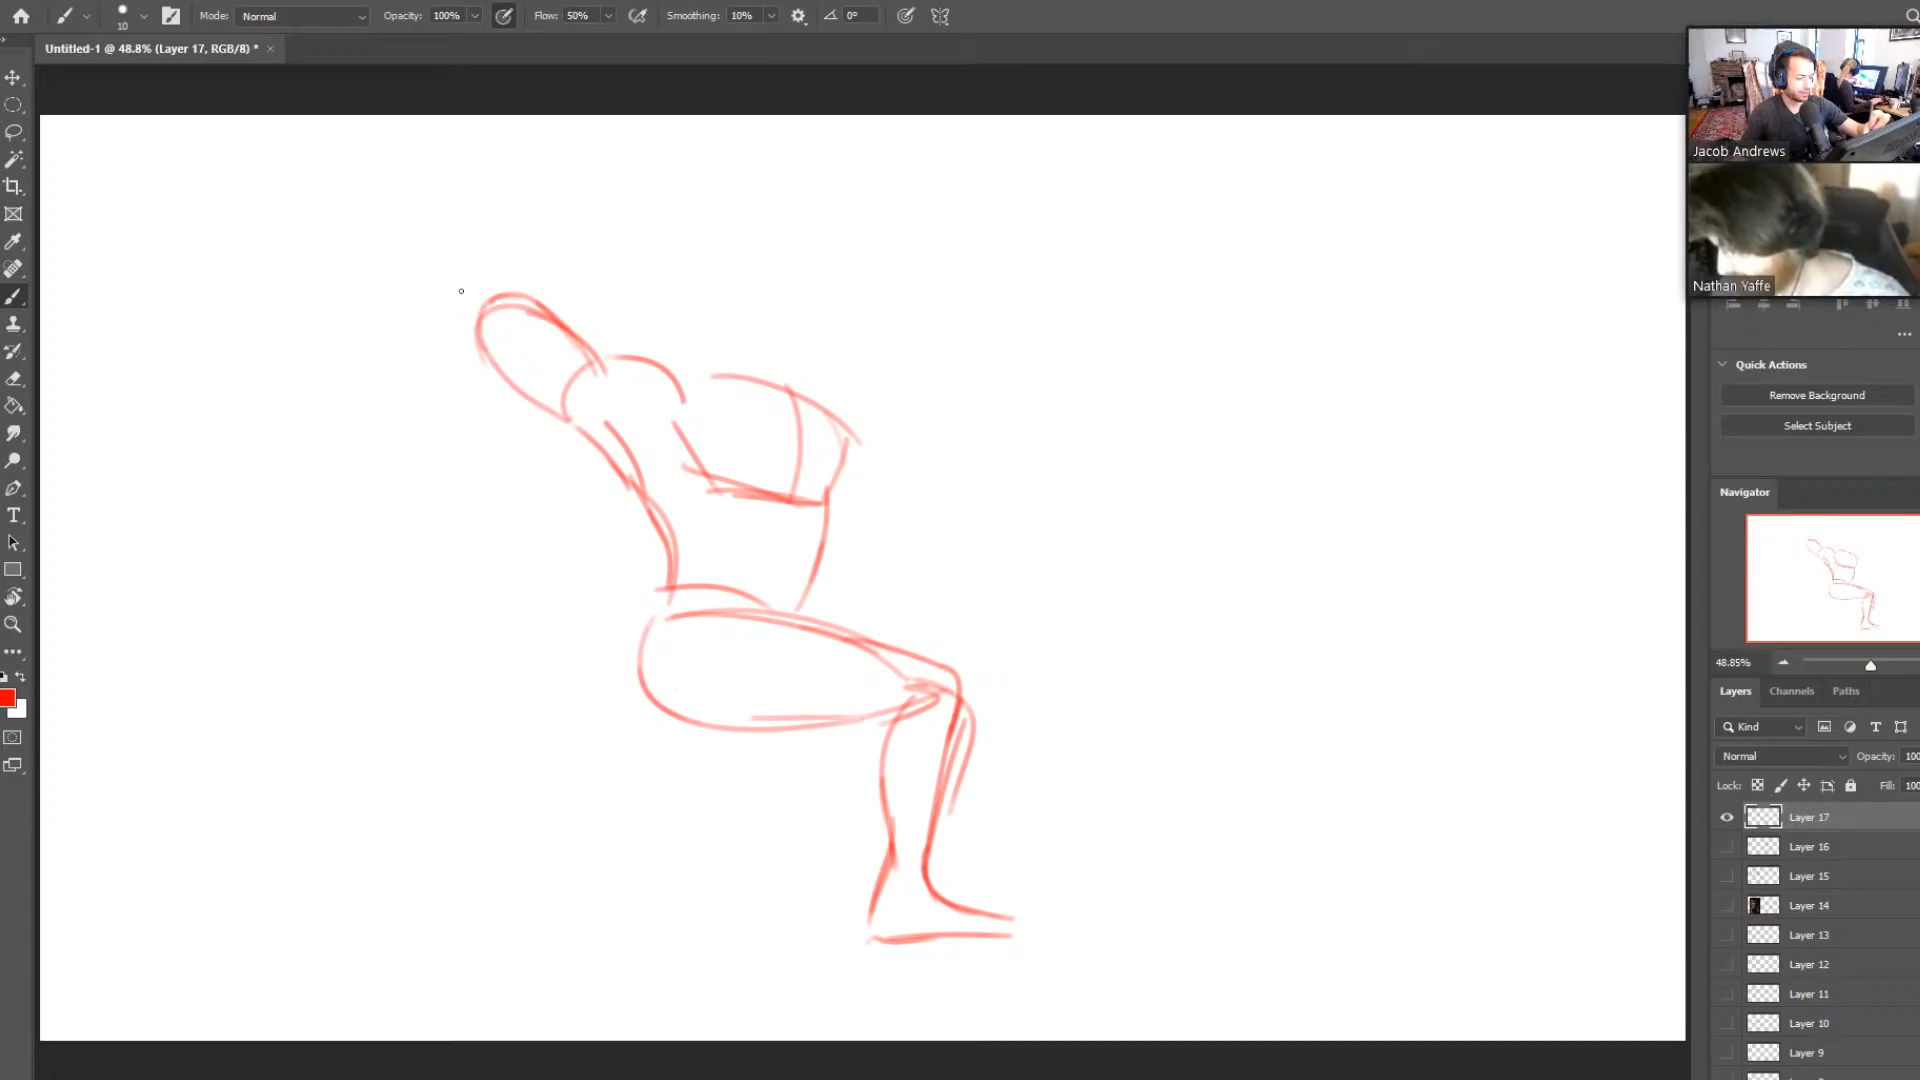 10
Mode: Normal
Opacity: 100%
Flow: 50%
Smoothing: 10%
0°
Untitled-1 @ 48.8% (Layer 17, RGB/8) *
Jacob Andrews
Nathan Yaffe
Quick Actions
Remove Background
Select Subject
Navigator
48.85%
Layers Channels Paths
Kind
Normal Opacity: 100
Lock: Fill: 100
Layer 17
Layer 16
Layer 15
Layer 14
Layer 13
Layer 12
Layer 11
Layer 10
Layer 9